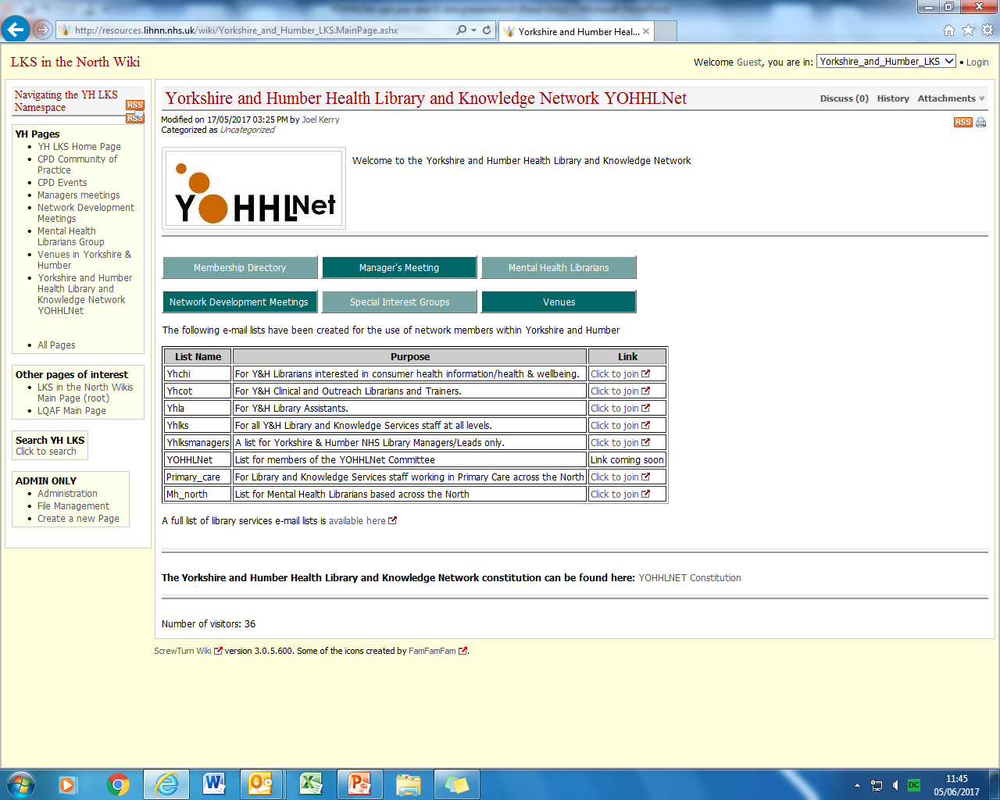 http://resources.lihnn.nhs.uk/wiki/Yorkshire_and_Humber_LKS.MainPage.ashx
Yorkshire and Humber Heal...
LKS in the North Wiki
Welcome Guest, you are in: Yorkshire_and_Humber_LKS • Login
Navigating the YH LKS
Namespace
RSS
RSS
YH Pages
• YH LKS Home Page
• CPD Community of
Practice
• CPD Events
• Managers meetings
• Network Development
Meetings
• Mental Health
Librarians Group
• Venues in Yorkshire &
Humber
• Yorkshire and Humber
Health Library and
Knowledge Network
YOHHLNet
• All Pages
Other pages of interest
• LKS in the North Wikis
Main Page (root)
• LQAF Main Page
Search YH LKS
Click to search
ADMIN ONLY
• Administration
• File Management
• Create a new Page
Yorkshire and Humber Health Library and Knowledge Network YOHHLNet
Discuss (0) History Attachments
Modified on 17/05/2017 03:25 PM by Joel Kerry
Categorized as Uncategorized
RSS
YOHHLNet
Welcome to the Yorkshire and Humber Health Library and Knowledge Network
Membership Directory Manager's Meeting Mental Health Librarians
Network Development Meetings Special Interest Groups Venues
The following e-mail lists have been created for the use of network members within Yorkshire and Humber
List Name Purpose Link
Yhchi For Y&H Librarians interested in consumer health information/health & wellbeing. Click to join
Yhcot For Y&H Clinical and Outreach Librarians and Trainers. Click to join
Yhla For Y&H Library Assistants. Click to join
Yhlks For all Y&H Library and Knowledge Services staff at all levels. Click to join
Yhlksmanagers A list for Yorkshire & Humber NHS Library Managers/Leads only. Click to join
YOHHLNet List for members of the YOHHLNet Committee Link coming soon
Primary_care For Library and Knowledge Services staff working in Primary Care across the North Click to join
Mh_north List for Mental Health Librarians based across the North Click to join
A full list of library services e-mail lists is available here
The Yorkshire and Humber Health Library and Knowledge Network constitution can be found here: YOHHLNET Constitution
Number of visitors: 36
ScrewTurn Wiki version 3.0.5.600. Some of the icons created by FamFamFam.
DC
11:45
05/06/2017